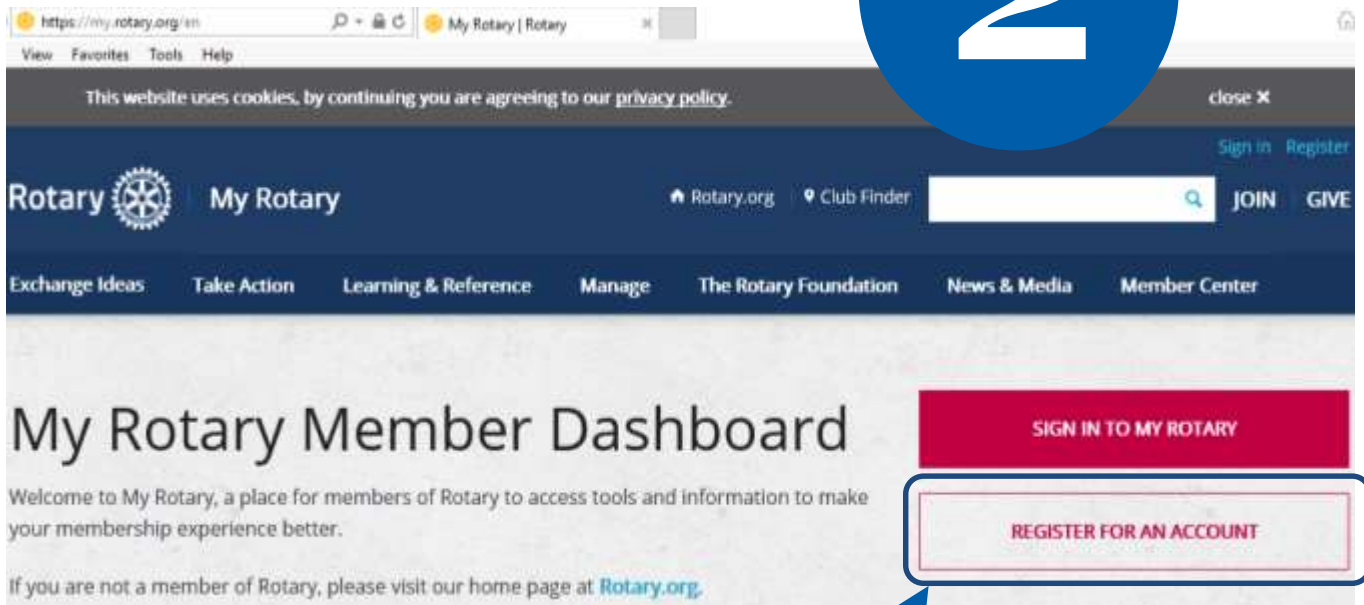 2
https://my.rotary.org/en
My Rotary | Rotary
View Favorites Tools Help
This website uses cookies, by continuing you are agreeing to our privacy policy.
close X
Sign in Register
Rotary My Rotary Rotary.org Club Finder JOIN GIVE
Exchange Ideas Take Action Learning & Reference Manage The Rotary Foundation News & Media Member Center
My Rotary Member Dashboard
SIGN IN TO MY ROTARY
Welcome to My Rotary, a place for members of Rotary to access tools and information to make
your membership experience better.
REGISTER FOR AN ACCOUNT
If you are not a member of Rotary, please visit our home page at Rotary.org.